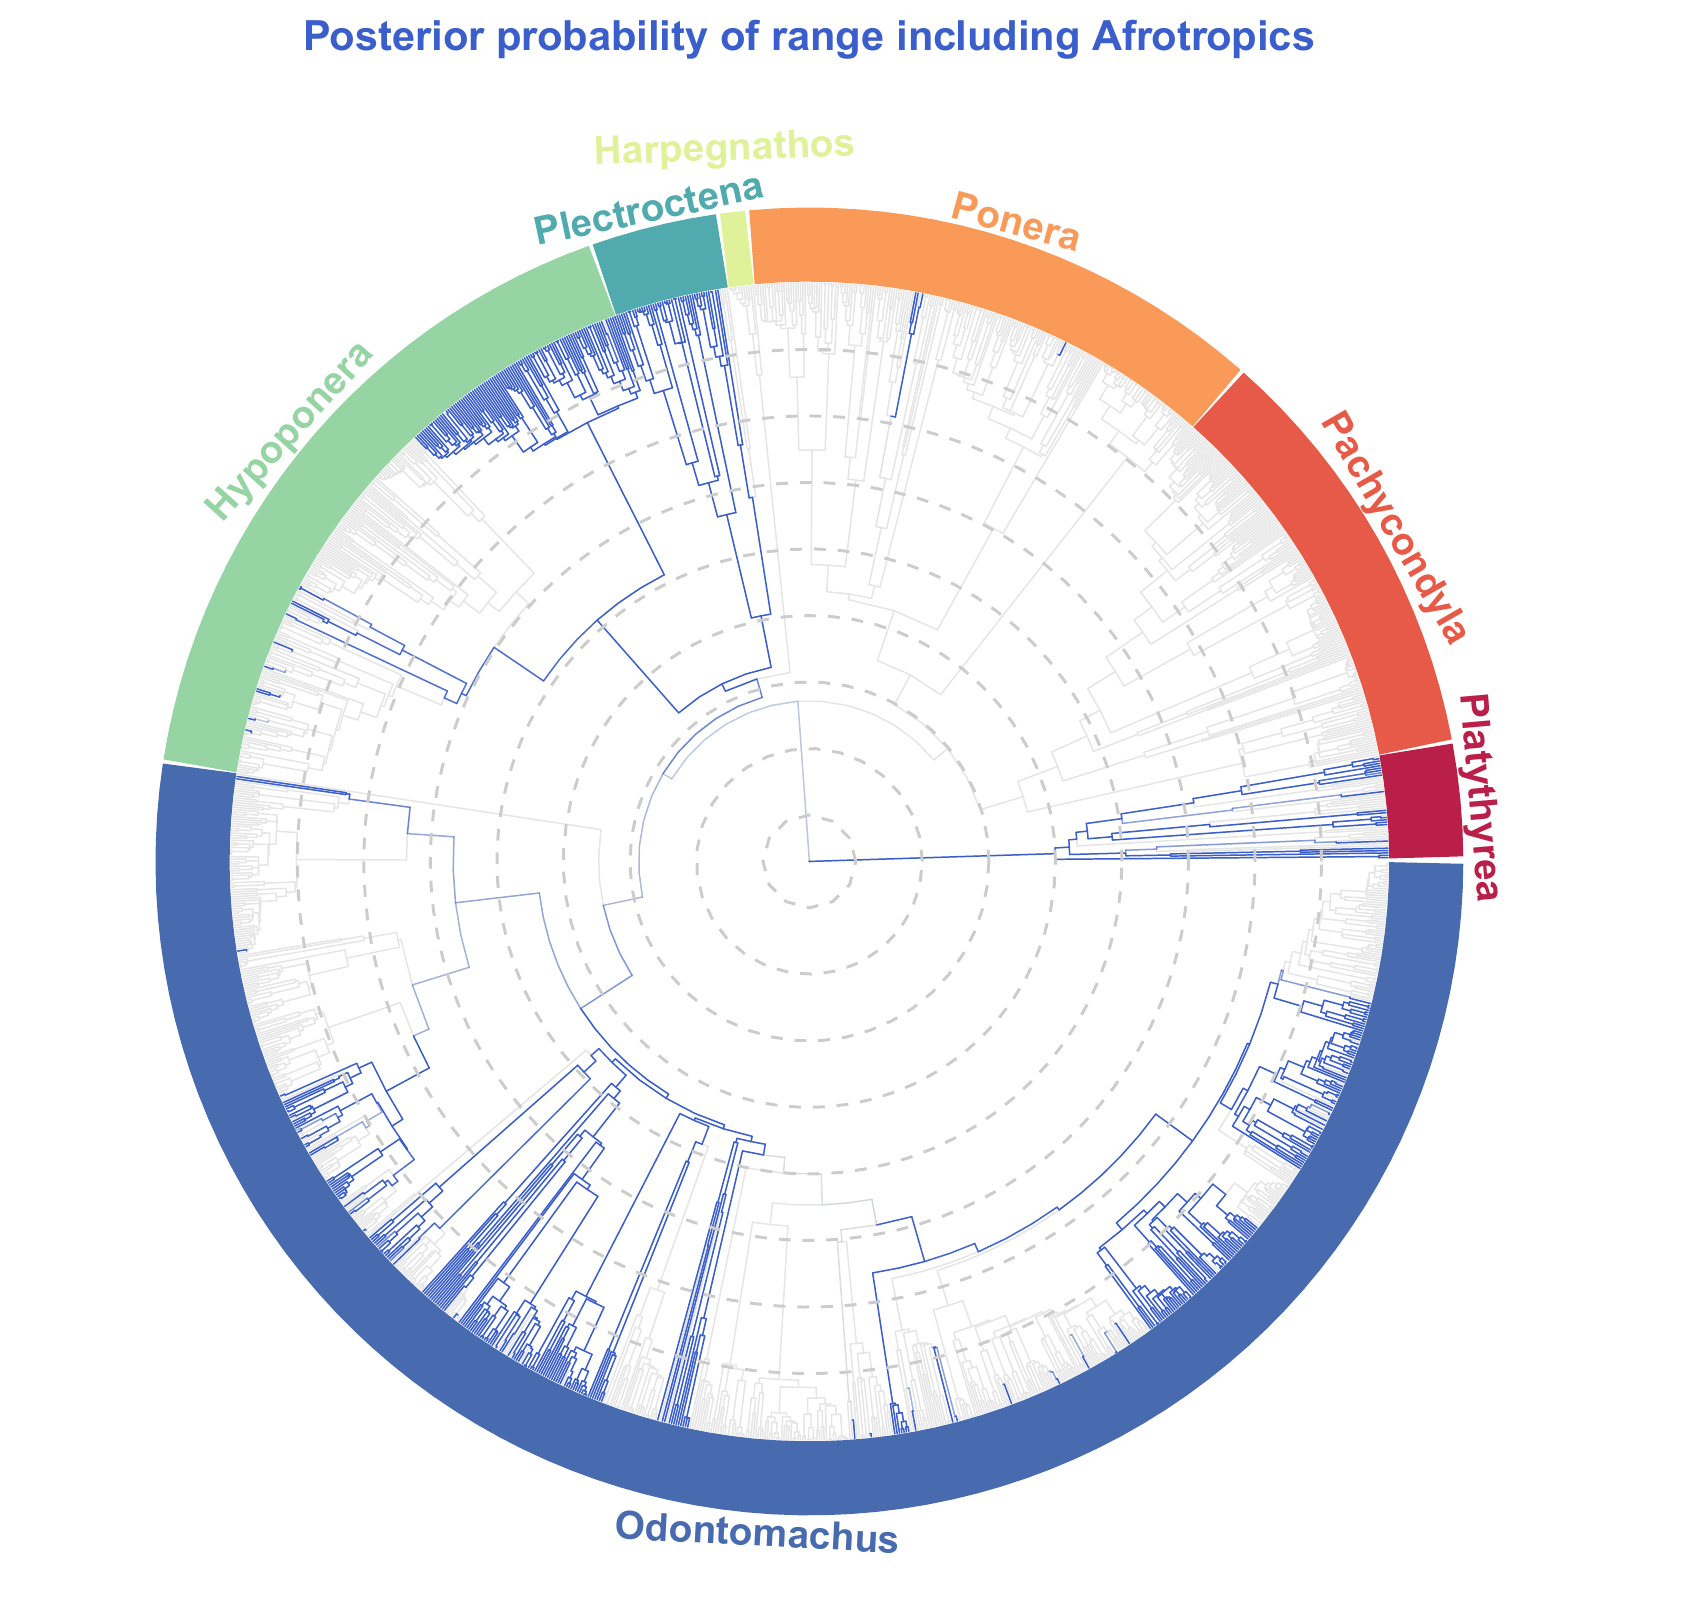 Posterior probability of range including Afrotropics
Harpegnathos
Plectroctena
Ponera
Hypoponera
Pachycondyla
Platythyrea
Odontomachus